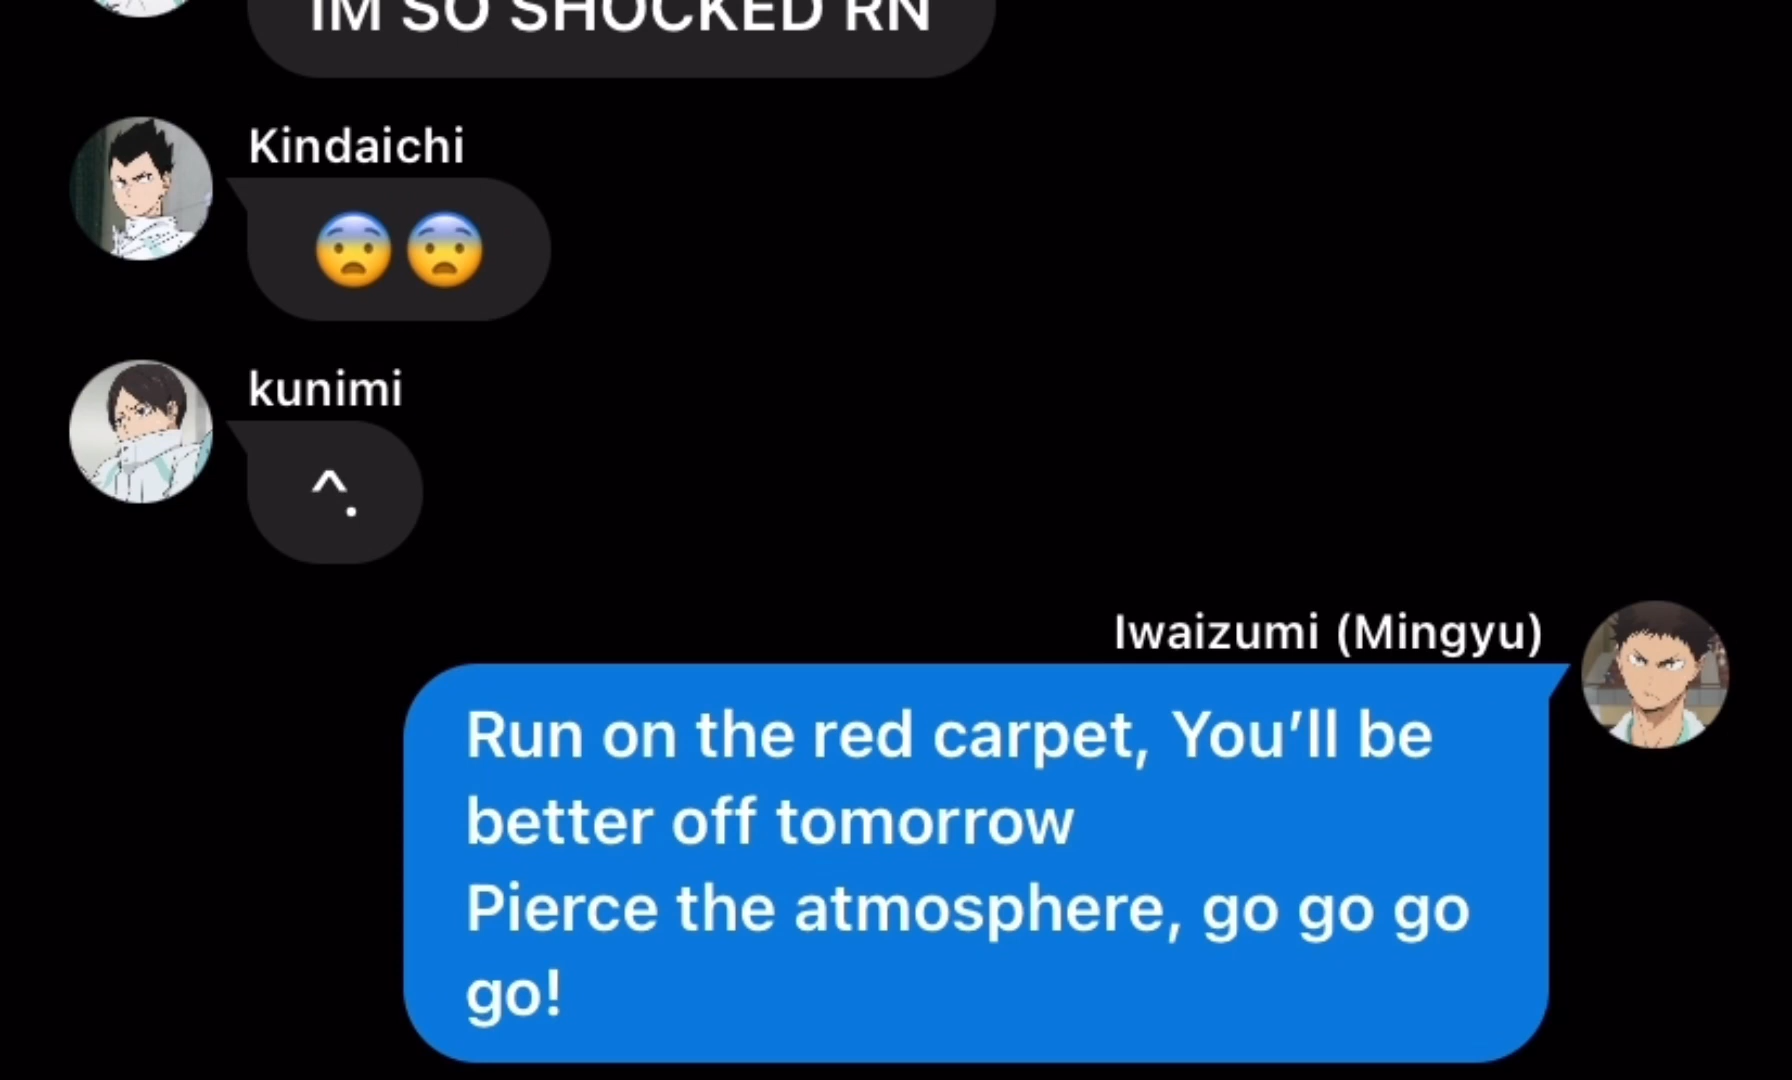 IM SO SHOCKED RN
Kindaichi
😨😨
kunimi
^.
Iwaizumi (Mingyu)
Run on the red carpet, You’ll be
better off tomorrow
Pierce the atmosphere, go go go
go!